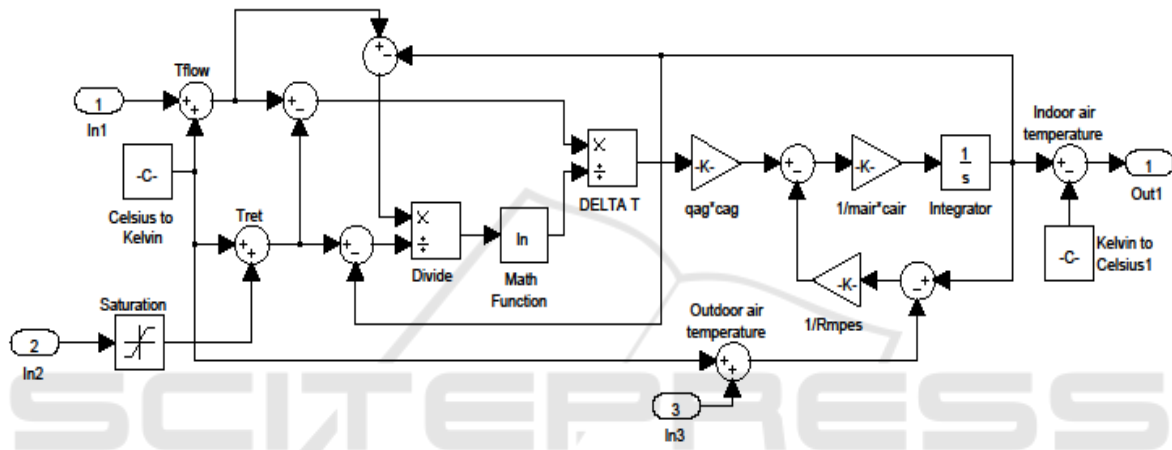 Tflow
1
In1
-C-
Celsius to
Kelvin
Tret
Saturation
2
In2
Divide
ln
Math
Function
DELTA T
-K-
qag*cag
-K-
1/mair*cair
1
s
Integrator
Indoor air
temperature
1
Out1
-C-
Kelvin to
Celsius1
-K-
1/Rmpes
Outdoor air
temperature
3
In3
SCITEPRESS